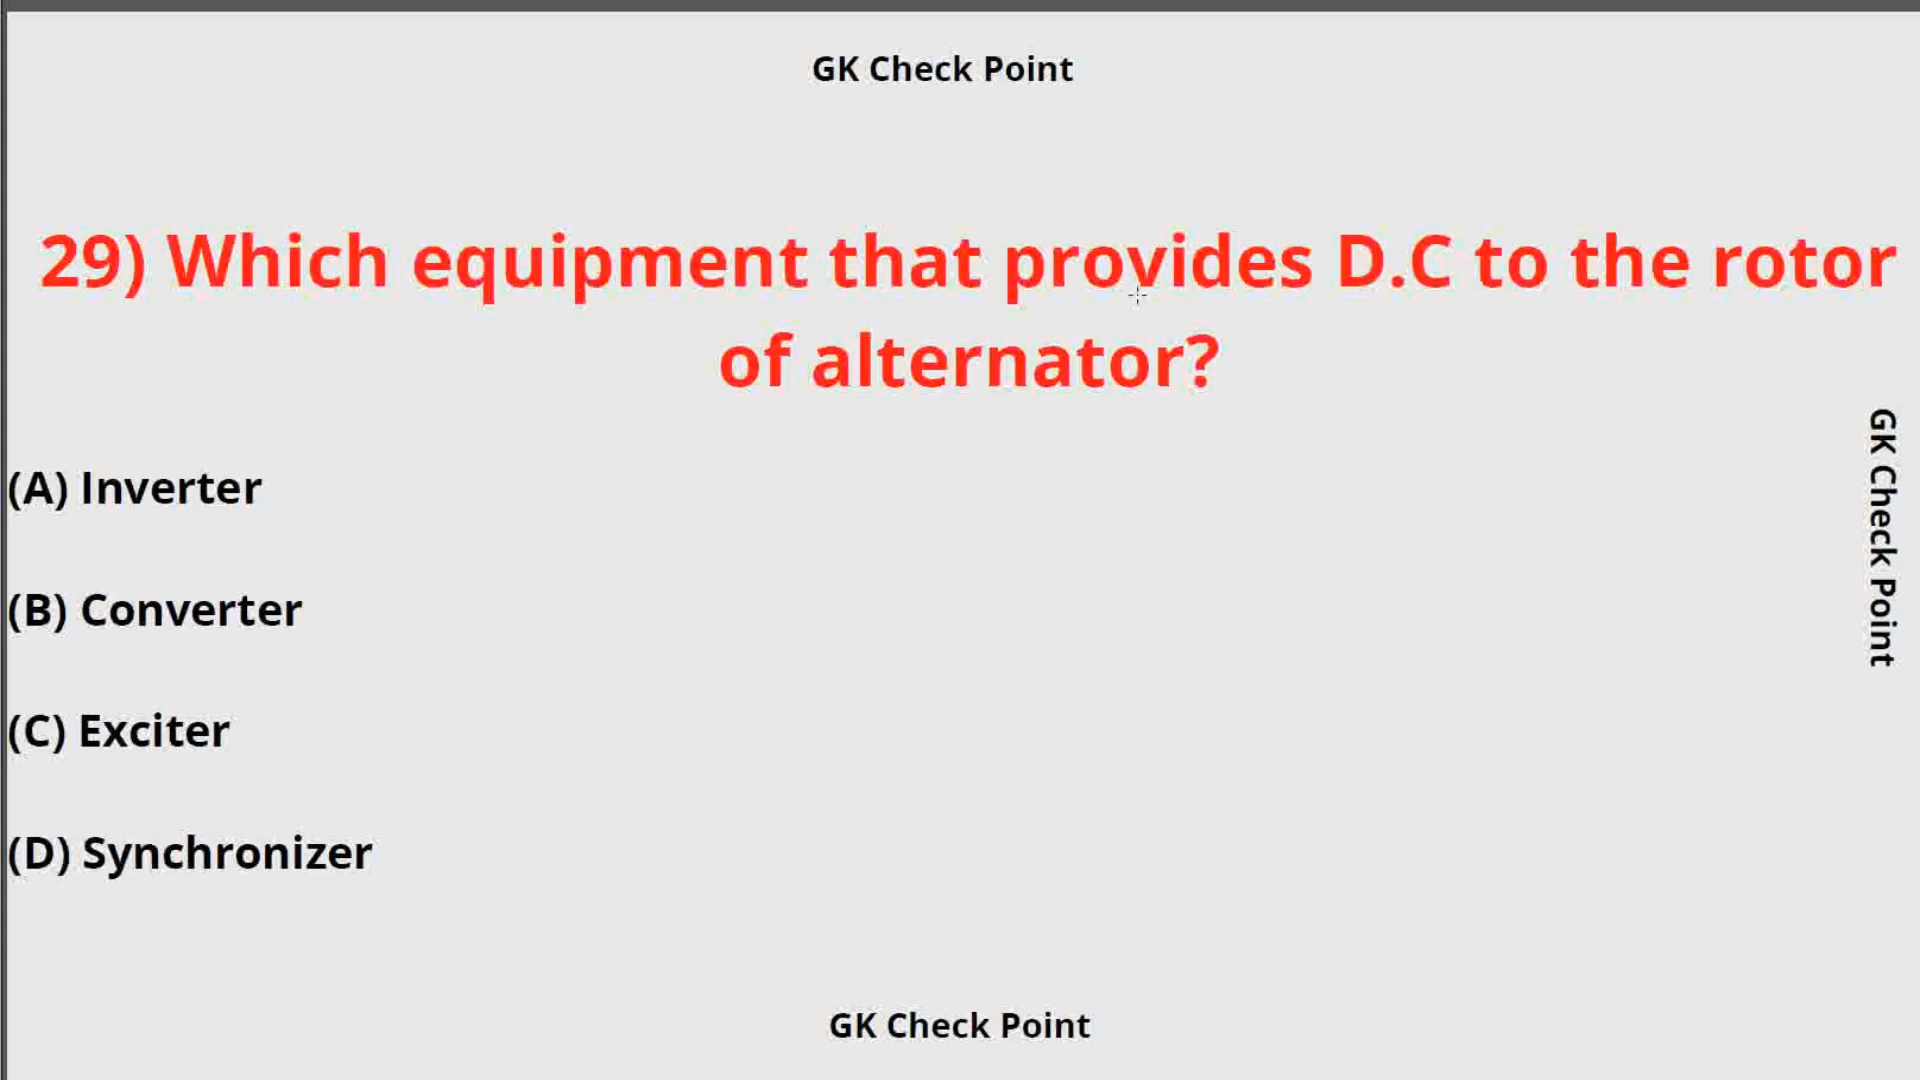 GK Check Point
29) Which equipment that provides D.C to the rotor
of alternator?
(A) Inverter
(B) Converter
(C) Exciter
(D) Synchronizer
GK Check Point
GK Check Point